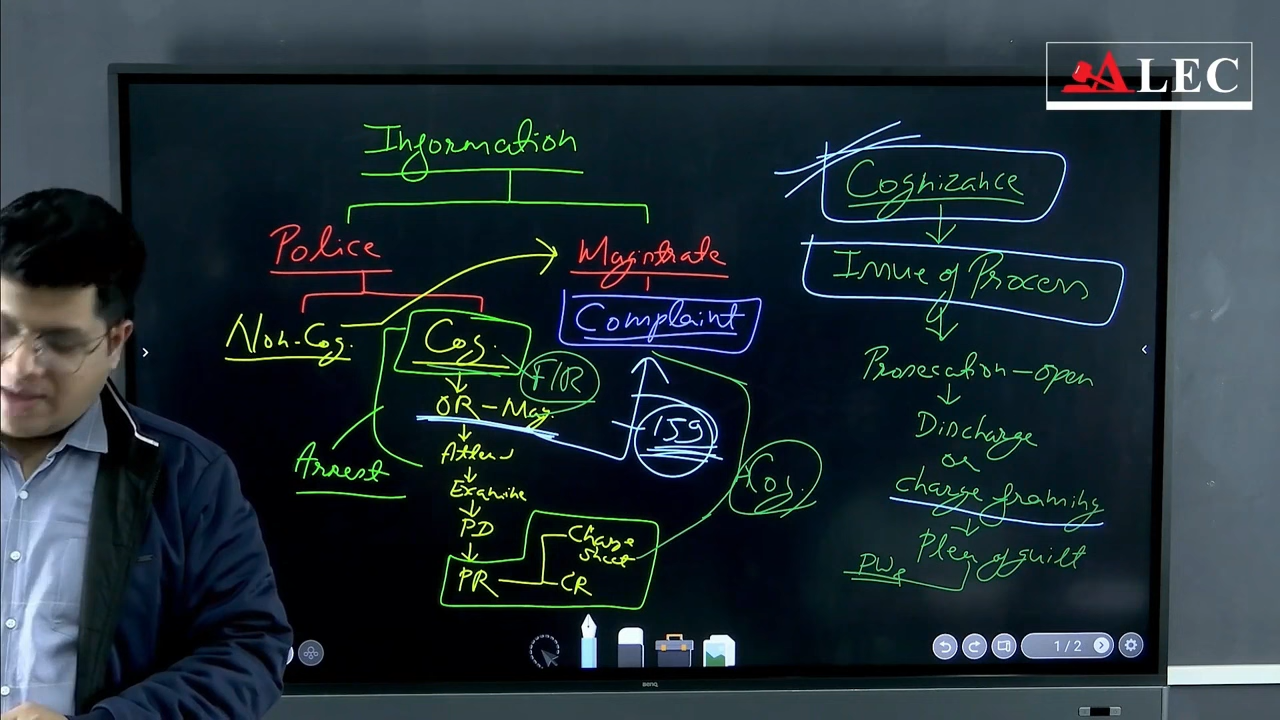 ALEC
Information
Police
Magistrate
Non-Cog.
Cog.
Complaint
FIR
OR - Mag.
159
Arrest
Atten
Examine
PD
Charge
Sheet
PR
CR
Cog.
Cognizance
Issue of Process
Prosecution - open
Discharge
or
charge framing
Plea of guilt
PWs
1/2
BENQ